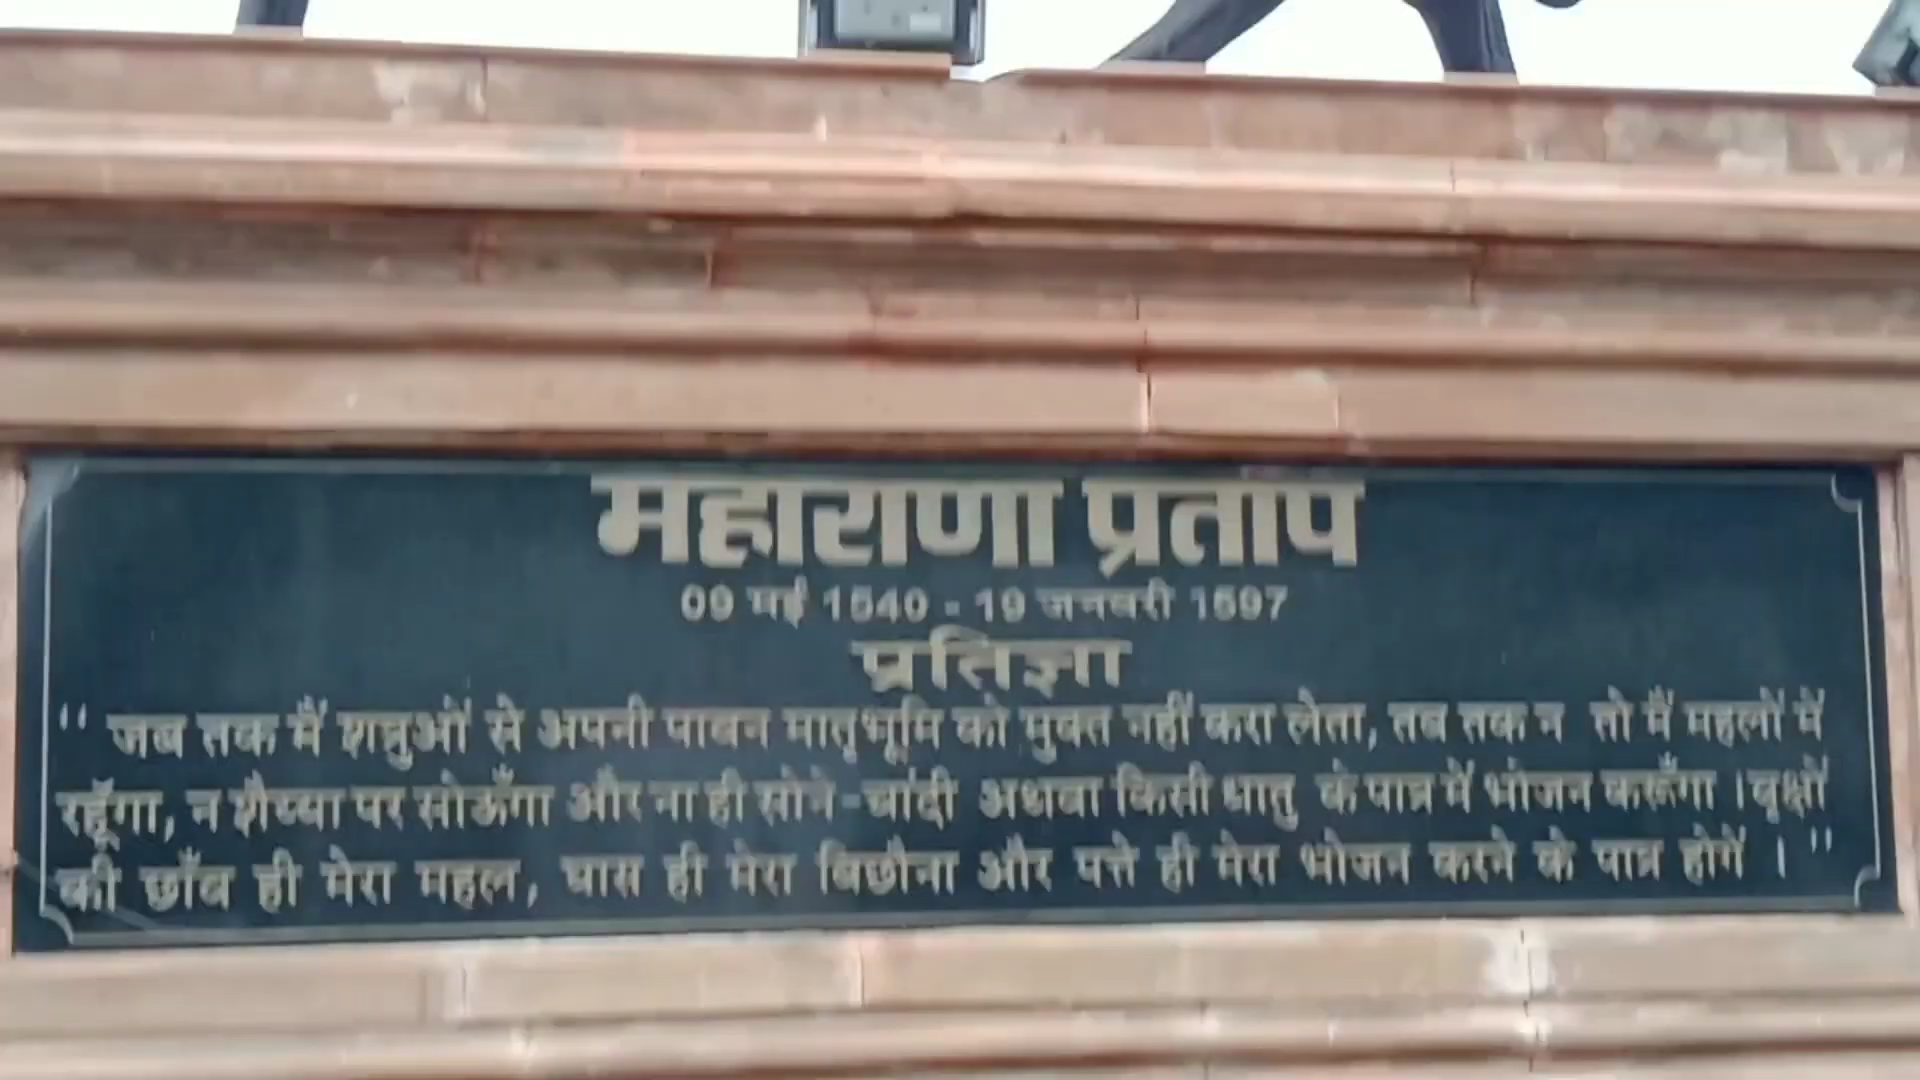 महाराणा प्रताप
09 मई 1540 - 19 जनवरी 1597
प्रतिज्ञा
" जब तक मैं शत्रुओं से अपनी पावन मातृभूमि को मुक्त नहीं करा लेता, तब तक न तो मैं महलों में
रहूँगा, न शैय्या पर सोऊँगा और ना ही सोने-चांदी अथवा किसी धातु के पात्र में भोजन करूँगा । वृक्षों
की छाँव ही मेरा महल, घास ही मेरा बिछौना और पत्ते ही मेरा भोजन करने के पात्र होगें । "